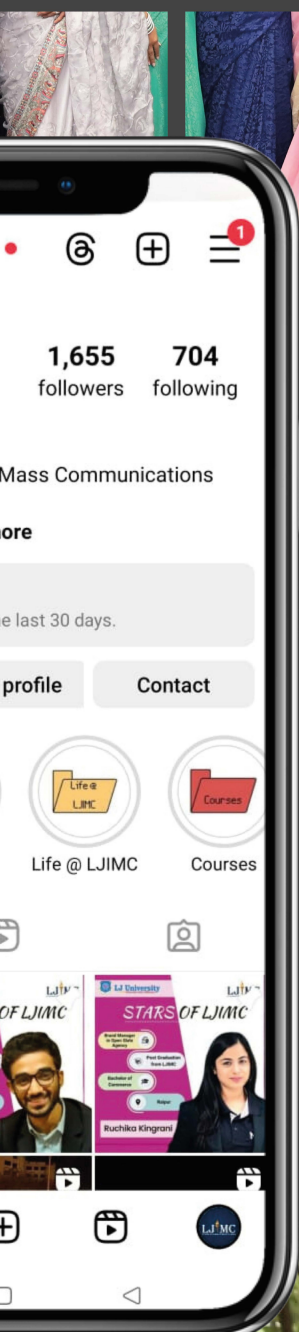 1
1,655 704
followers following
Mass Communications
ore
e last 30 days.
profile Contact
Life @
LJIMC
Courses
Life @ LJIMC Courses
LJ University
OF LJIMC
STARS OF LJIMC
Brand Manager
in Open Slate
Agency
Post Graduation
from LJIMC
Bachelor of
Commerce
Raipur
Ruchika Kingrani
LJIMC